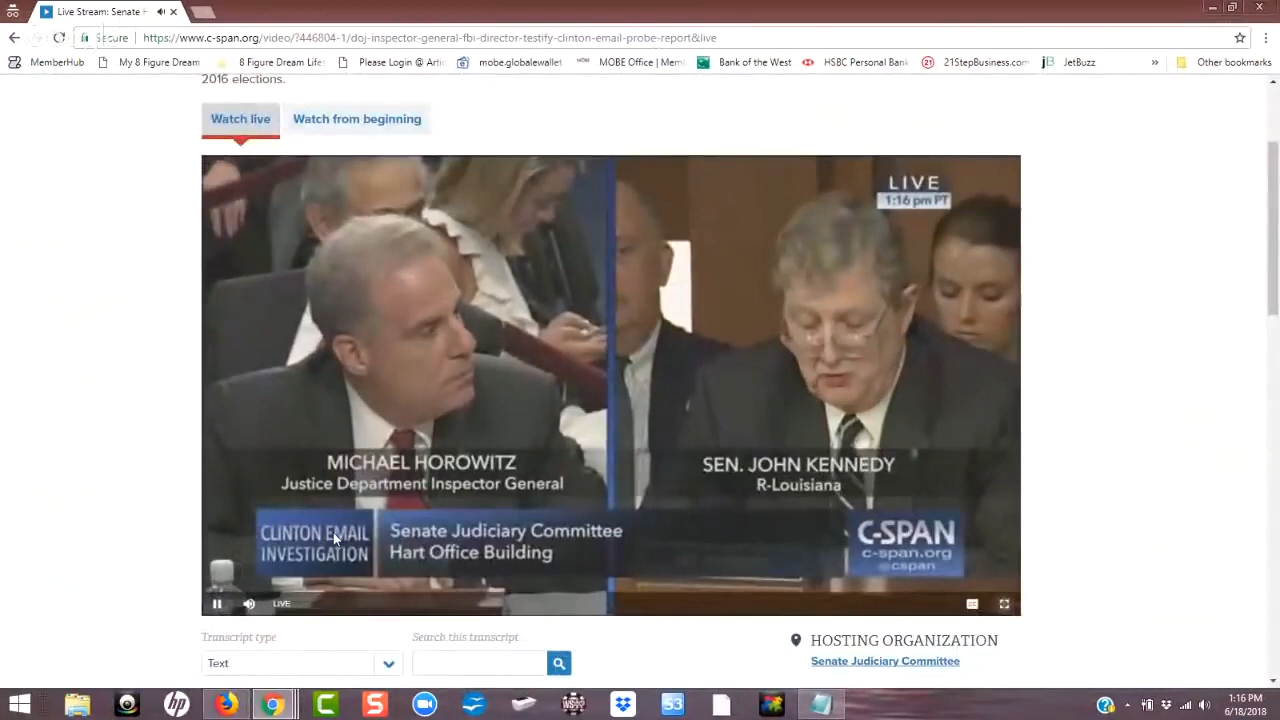 Live Stream: Senate
Secure
https://www.c-span.org/video/?446804-1/doj-inspector-general-fbi-director-testify-clinton-email-probe-report&live
MemberHub
My 8 Figure Dream
8 Figure Dream Lifes
Please Login @ Artic
mobe.globalewallet
MOBE Office | Mem
Bank of the West
HSBC Personal Bank
21StepBusiness.com
jB
JetBuzz
»
Other bookmarks
2016 elections.
Watch live
Watch from beginning
LIVE
1:16 pm PT
MICHAEL HOROWITZ
Justice Department Inspector General
SEN. JOHN KENNEDY
R-Louisiana
CLINTON EMAIL
INVESTIGATION
Senate Judiciary Committee
Hart Office Building
C-SPAN
c-span.org
@cspan
LIVE
Transcript type
Search this transcript
Text
HOSTING ORGANIZATION
Senate Judiciary Committee
1:16 PM
6/18/2018